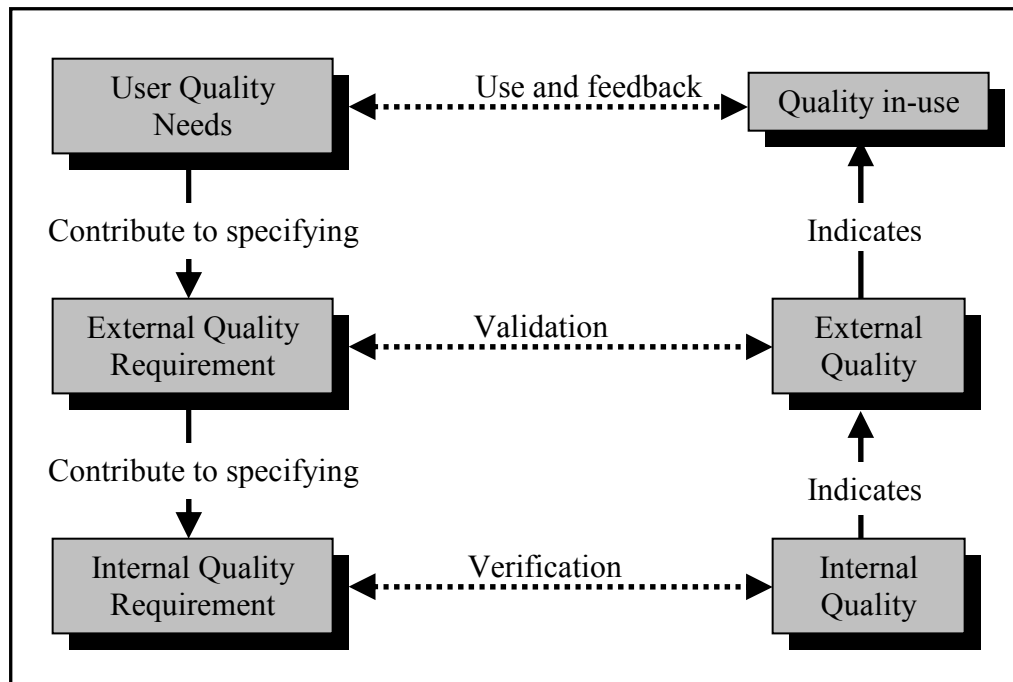 User Quality
Needs
Use and feedback
Quality in-use
Contribute to specifying
Indicates
External Quality
Requirement
Validation
External
Quality
Contribute to specifying
Indicates
Internal Quality
Requirement
Verification
Internal
Quality